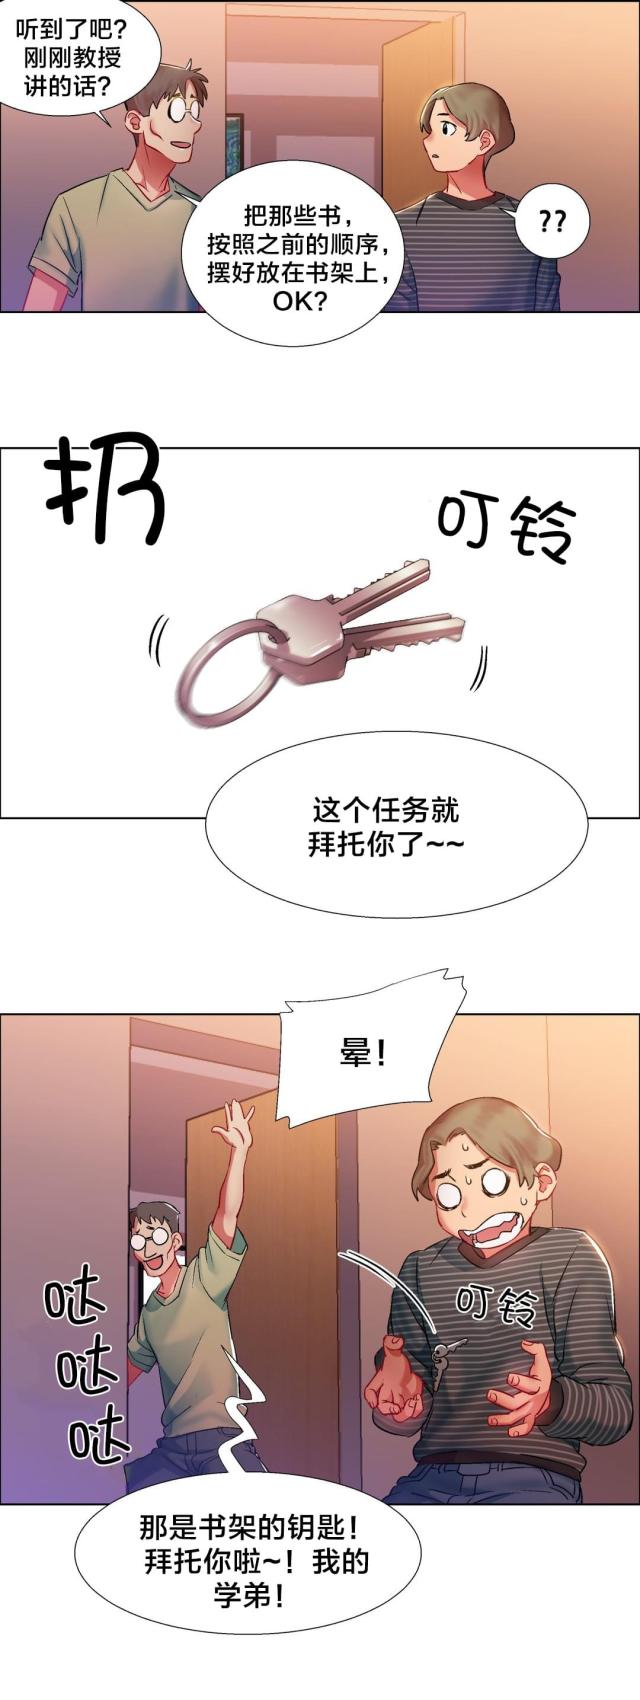 听到了吧？
刚刚教授
讲的话？
把那些书，
按照之前的顺序，
摆好放在书架上，
OK？
??
扔
叮铃
这个任务就
拜托你了~~
晕！
叮铃
哒
哒
哒
那是书架的钥匙！
拜托你啦~！我的
学弟！